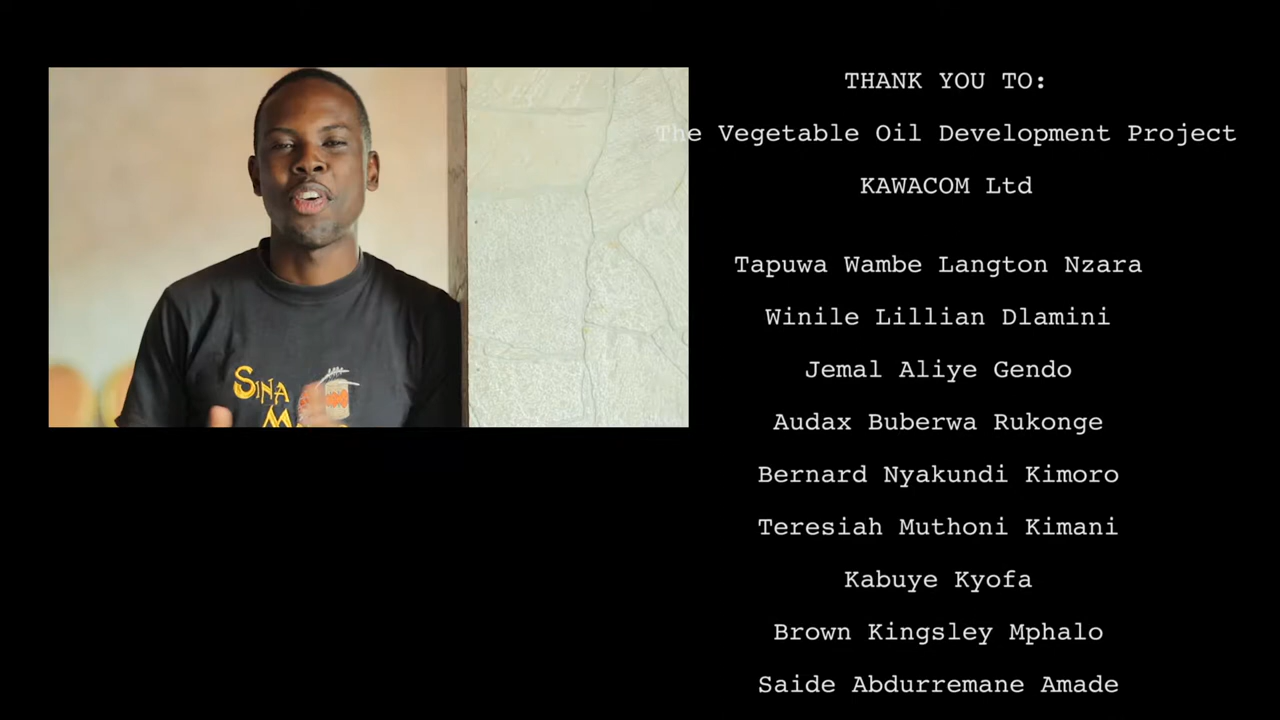 THANK YOU TO:
The Vegetable Oil Development Project
KAWACOM Ltd
Tapuwa Wambe Langton Nzara
Winile Lillian Dlamini
Jemal Aliye Gendo
Audax Buberwa Rukonge
Bernard Nyakundi Kimoro
Teresiah Muthoni Kimani
Kabuye Kyofa
Brown Kingsley Mphalo
Saide Abdurremane Amade
SINA